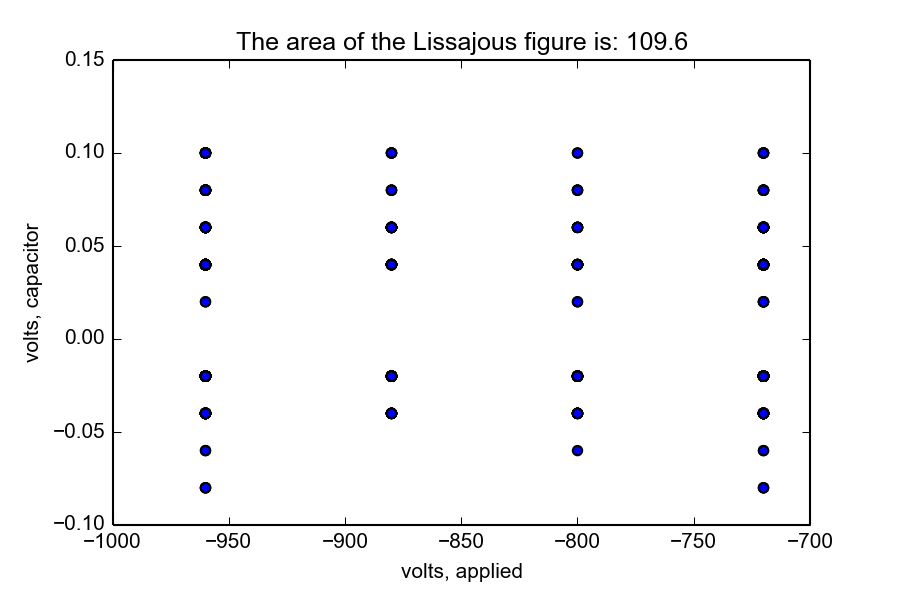 The area of the Lissajous figure is: 109.6
0.15
0.10
0.05
0.00
−0.05
−0.10
−1000 −950 −900 −850 −800 −750 −700
volts, capacitor
volts, applied